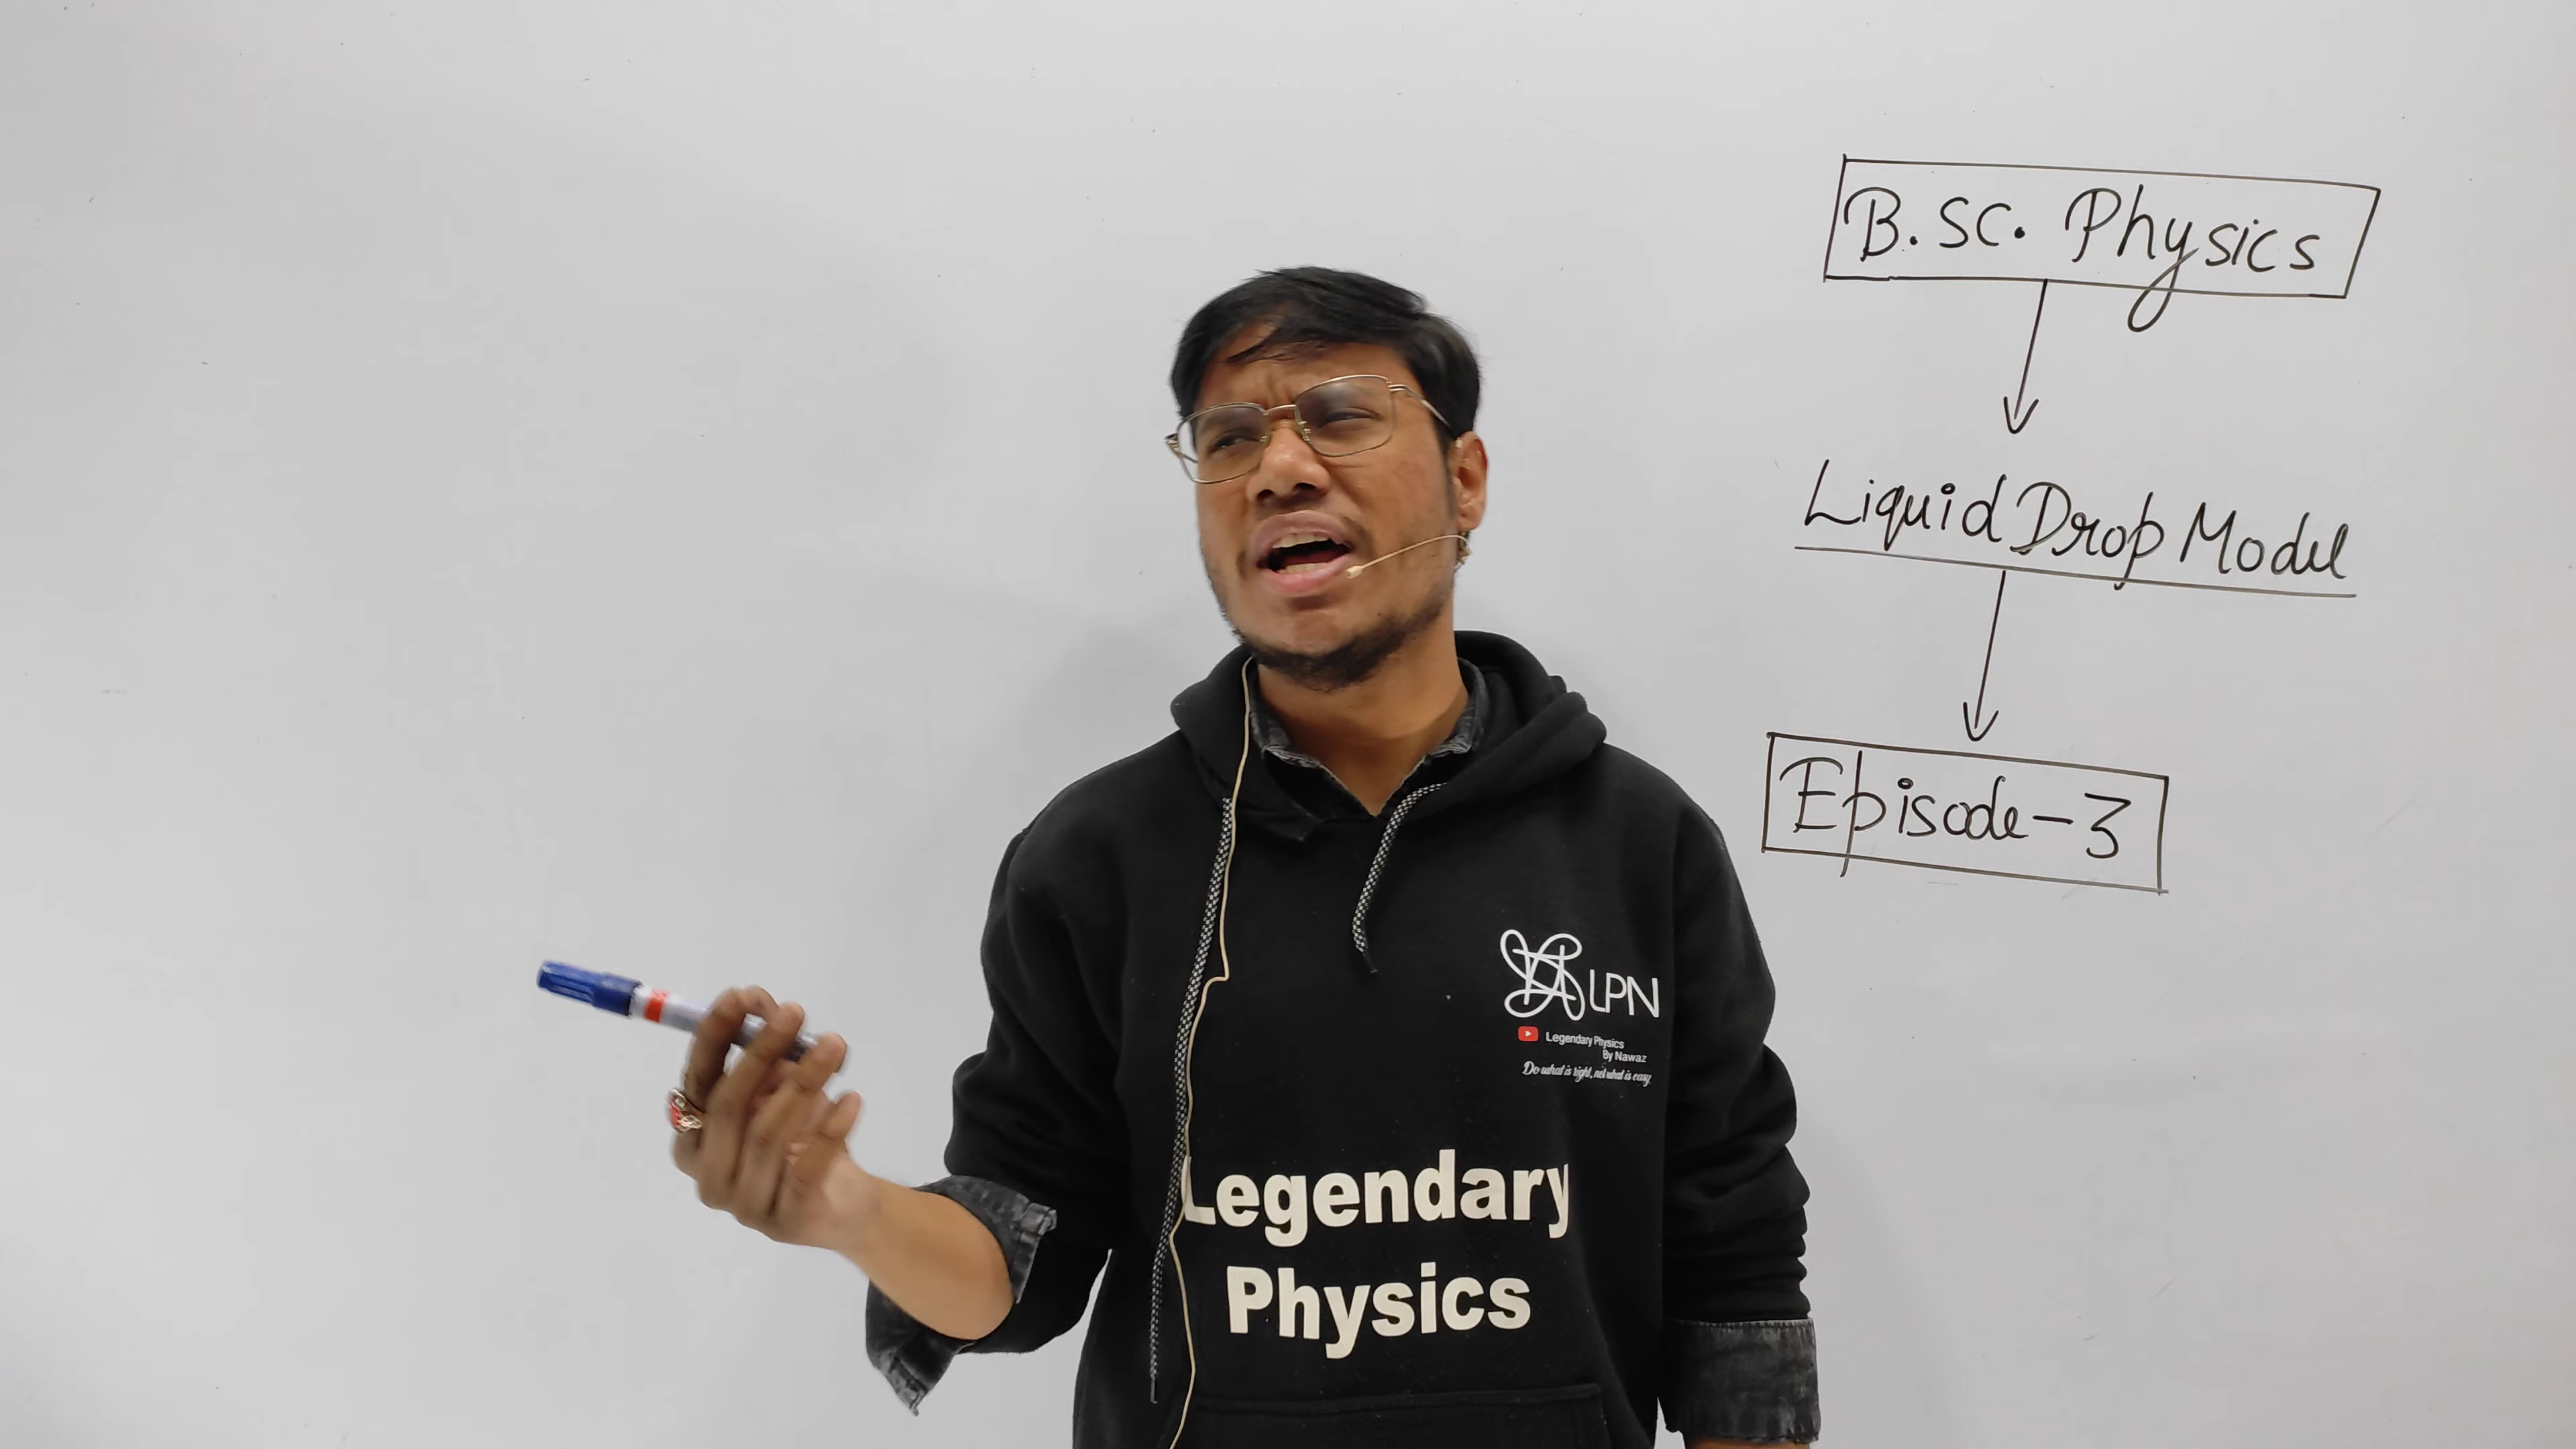 B.SC. Physics
Liquid Drop Model
Episode-3
LPN
Legendary Physics
By Nawaz
Do what is right, not what is easy
Legendary
Physics